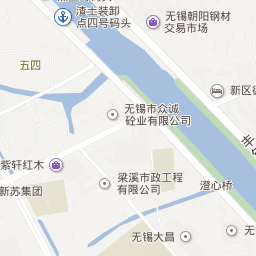 渣土装卸
点四号码头
无锡朝阳钢材
交易市场
五四
新区
无锡市众诚
砼业有限公司
紫轩红木
新苏集团
梁溪市政工程
有限公司
澄心桥
无锡大昌
无